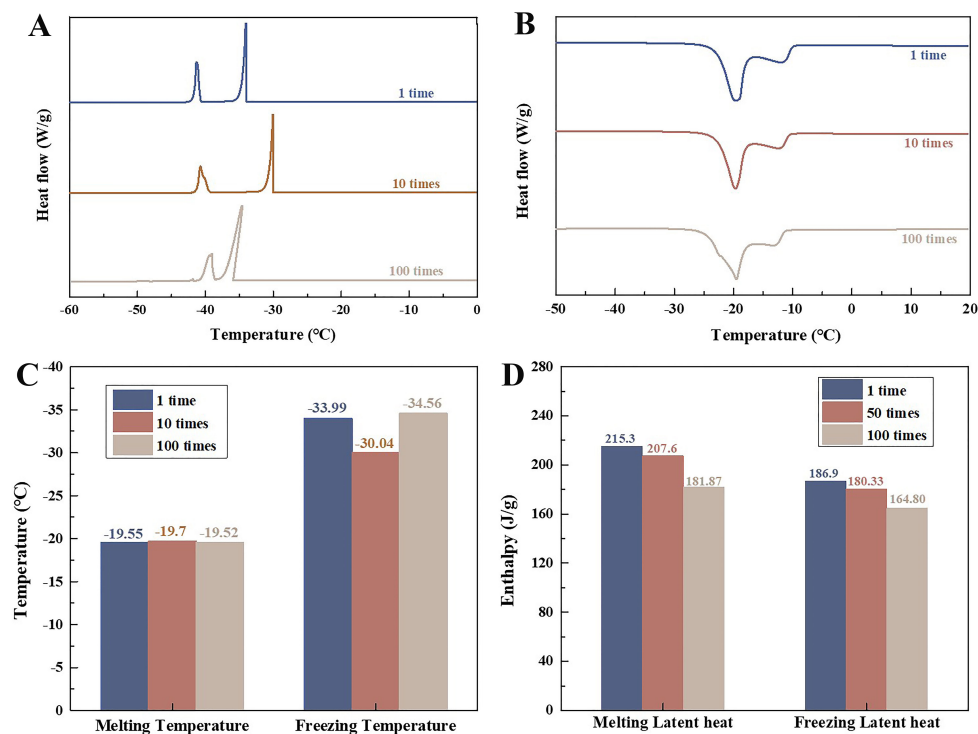 A
Heat flow (W/g)
1 time
10 times
100 times
-60 -50 -40 -30 -20 -10 0
Temperature (°C)
B
Heat flow (W/g)
1 time
10 times
100 times
-50 -40 -30 -20 -10 0 10 20
Temperature (°C)
C
Temperature (°C)
-40
-35
-30
-25
-20
-15
-10
-5
0
1 time
10 times
100 times
-19.55
-19.7
-19.52
-33.99
-30.04
-34.56
Melting Temperature Freezing Temperature
D
Enthalpy (J/g)
280
240
200
160
120
80
40
0
1 time
50 times
100 times
215.3
207.6
181.87
186.9
180.33
164.80
Melting Latent heat Freezing Latent heat